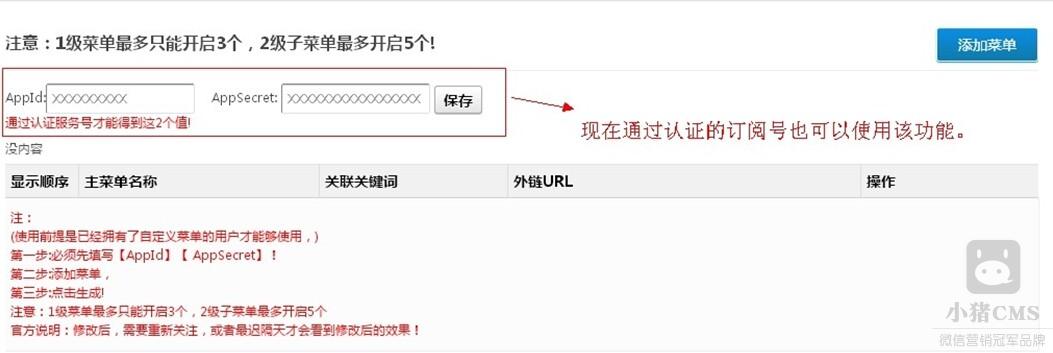 注意：1级菜单最多只能开启3个，2级子菜单最多开启5个!
添加菜单
AppId: XXXXXXXXX AppSecret: XXXXXXXXXXXXXXXX 保存
通过认证服务号才能得到这2个值!
现在通过认证的订阅号也可以使用该功能。
没内容
显示顺序 主菜单名称 关联关键词 外链URL 操作
注：
(使用前提是已经拥有了自定义菜单的用户才能够使用，)
第一步:必须先填写【AppId】【 AppSecret】！
第二步:添加菜单，
第三步:点击生成!
注意：1级菜单最多只能开启3个，2级子菜单最多开启5个
官方说明：修改后，需要重新关注，或者最迟隔天才会看到修改后的效果！
小猪CMS
微信营销冠军品牌